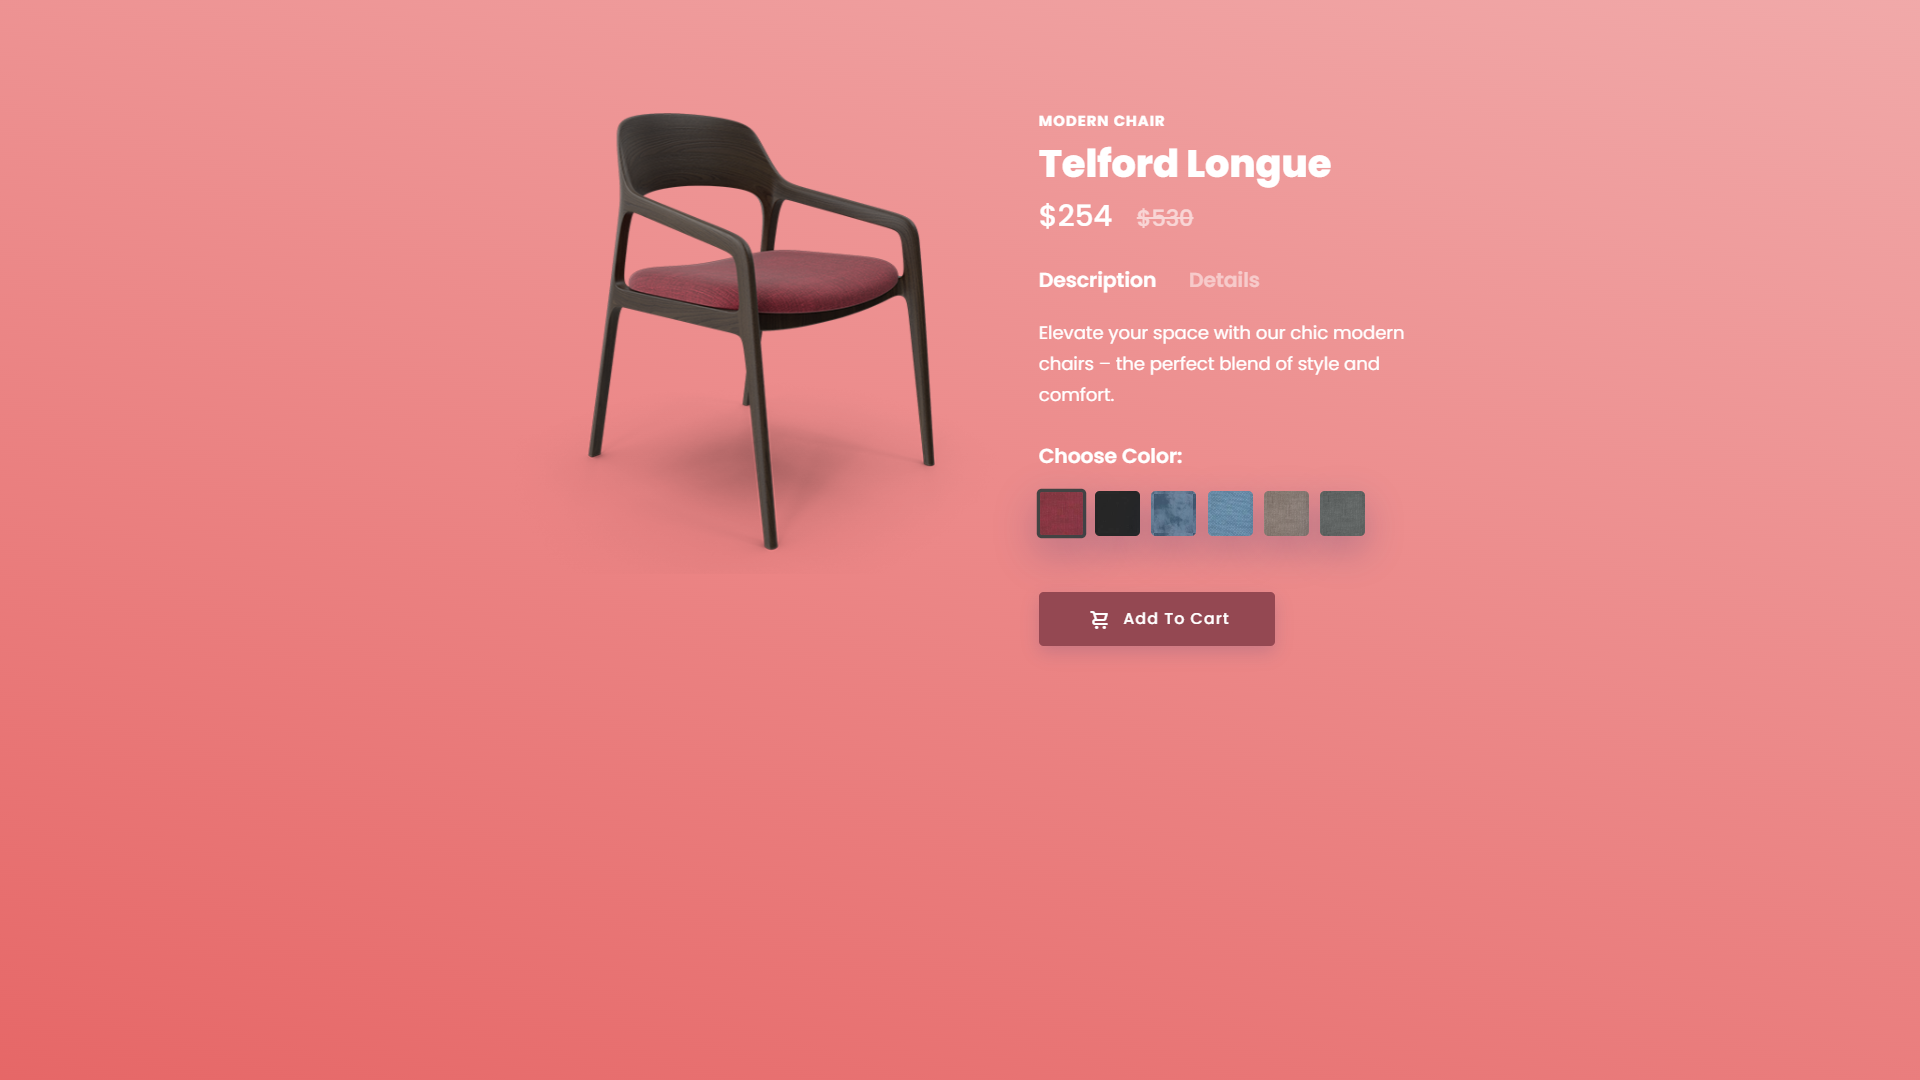 MODERN CHAIR
Telford Longue
$254 $530
Description Details
Elevate your space with our chic modern
chairs – the perfect blend of style and
comfort.
Choose Color:
Add To Cart